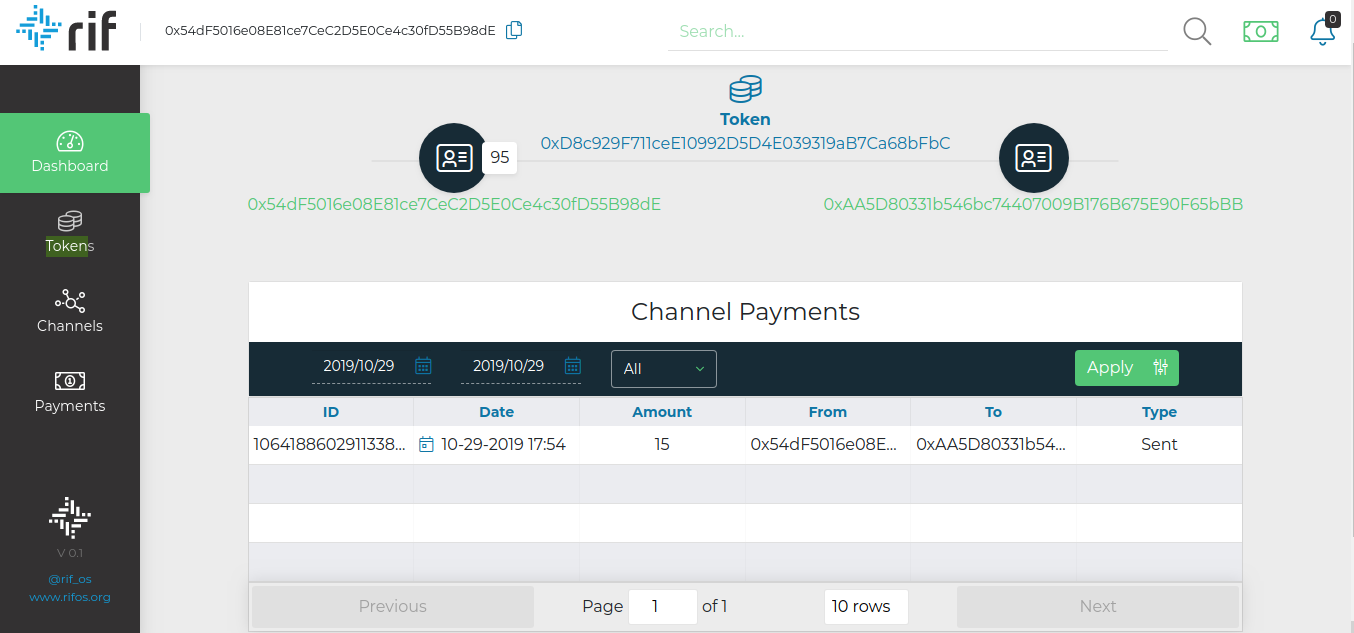 rif
0x54dF5016e08E81ce7CeC2D5E0Ce4c30fD55B98dE
Search...
0
Dashboard
Tokens
Channels
Payments
V 0.1
@rif_os
www.rifos.org
Token
0xD8c929F711ceE10992D5D4E039319aB7Ca68bFbC
95
0x54dF5016e08E81ce7CeC2D5E0Ce4c30fD55B98dE
0xAA5D80331b546bc74407009B176B675E90F65bBB
Channel Payments
2019/10/29 2019/10/29 All Apply
ID Date Amount From To Type
1064188602911338... 10-29-2019 17:54 15 0x54dF5016e08E... 0xAA5D80331b54... Sent
Previous Page 1 of 1 10 rows Next